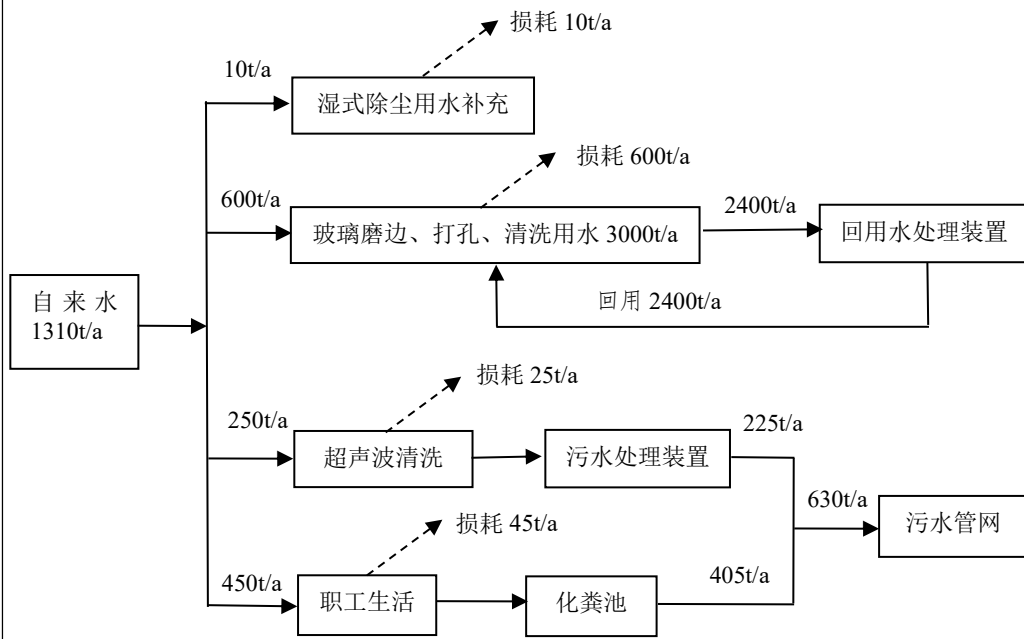 损耗 10t/a
10t/a
湿式除尘用水补充
损耗 600t/a
600t/a
玻璃磨边、打孔、清洗用水 3000t/a
2400t/a
回用水处理装置
回用 2400t/a
自来水
1310t/a
损耗 25t/a
250t/a
超声波清洗
污水处理装置
225t/a
630t/a
污水管网
损耗 45t/a
450t/a
职工生活
化粪池
405t/a